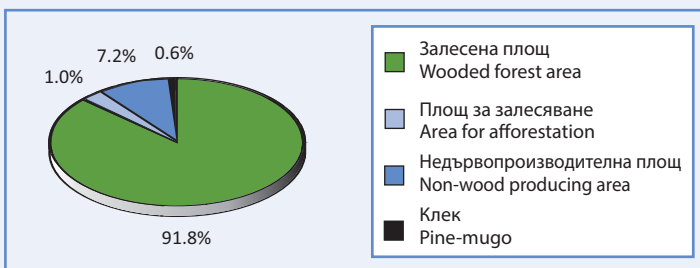 7.2%
0.6%
1.0%
91.8%
Залесена площ
Wooded forest area
Площ за залесяване
Area for afforestation
Недървопроизводителна площ
Non-wood producing area
Клек
Pine-mugo